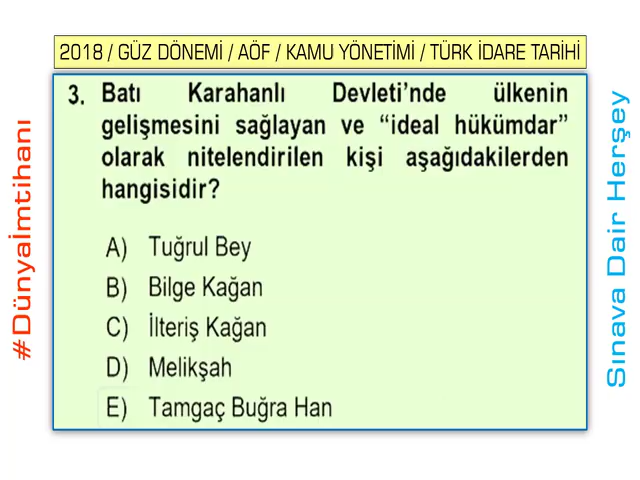 2018 / GÜZ DÖNEMİ / AÖF / KAMU YÖNETİMİ / TÜRK İDARE TARİHİ
#Dünyaİmtihanı
3. Batı Karahanlı Devleti’nde ülkenin
gelişmesini sağlayan ve “ideal hükümdar”
olarak nitelendirilen kişi aşağıdakilerden
hangisidir?
A) Tuğrul Bey
B) Bilge Kağan
C) İlteriş Kağan
D) Melikşah
E) Tamgaç Buğra Han
Sınava Dair Herşey